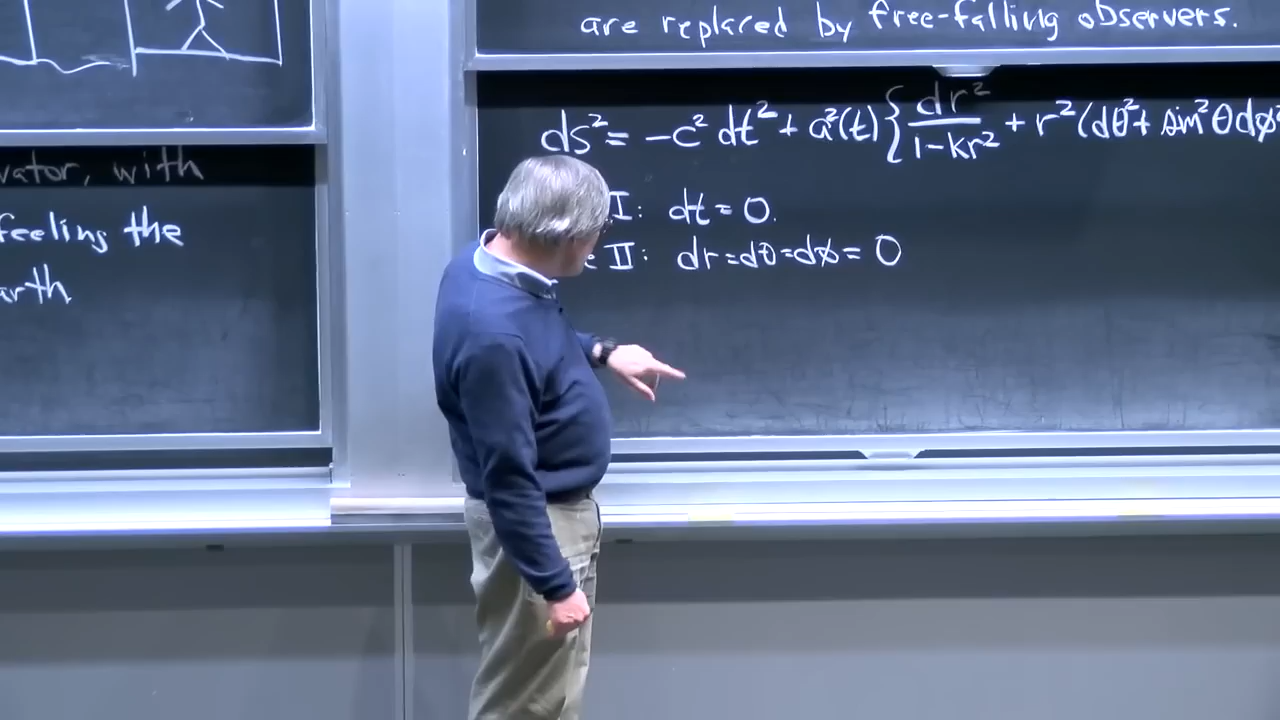 vator, with
feeling the
arth
are replaced by free-falling observers.
ds² = -c² dt² + a²(t) { dr²/(1-kr²) + r²(dθ² + sin²θ dφ²
I: dt = 0.
e II: dr = dθ = dφ = 0